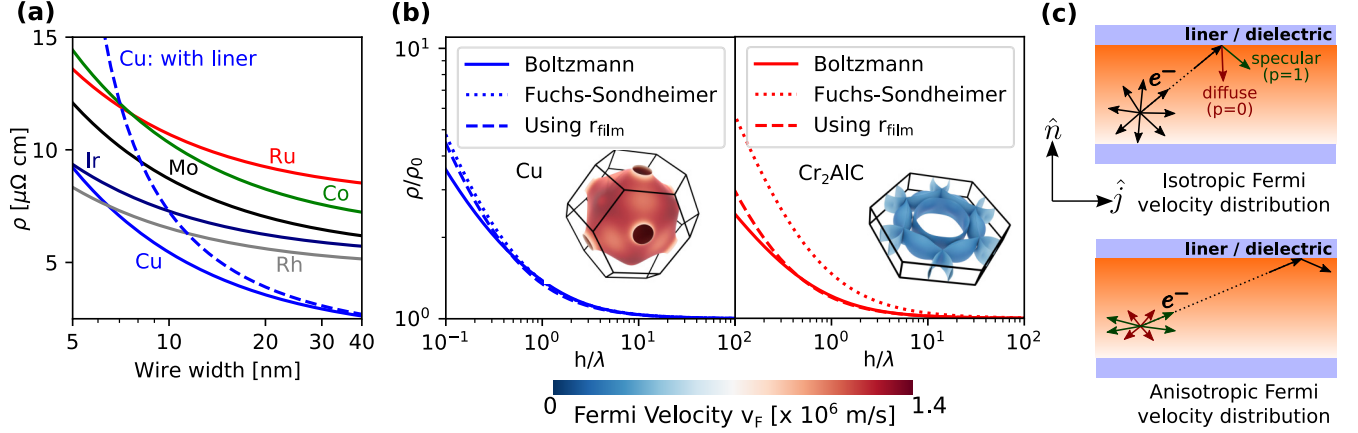 (a)
15
10
5
ρ [μΩ cm]
Cu: with liner
Ir
Mo
Ru
Co
Cu
Rh
5
10
20
30
40
Wire width [nm]
(b)
10¹
10⁰
ρ/ρ₀
Boltzmann
Fuchs-Sondheimer
Using r_film
Cu
10⁻¹
10⁰
10¹
h/λ
Boltzmann
Fuchs-Sondheimer
Using r_film
Cr₂AlC
10⁻¹
10⁰
10¹
10²
h/λ
0
1.4
Fermi Velocity v_F [x 10⁶ m/s]
(c)
liner / dielectric
e⁻
specular
(p=1)
diffuse
(p=0)
n̂
ĵ
Isotropic Fermi
velocity distribution
liner / dielectric
e⁻
Anisotropic Fermi
velocity distribution